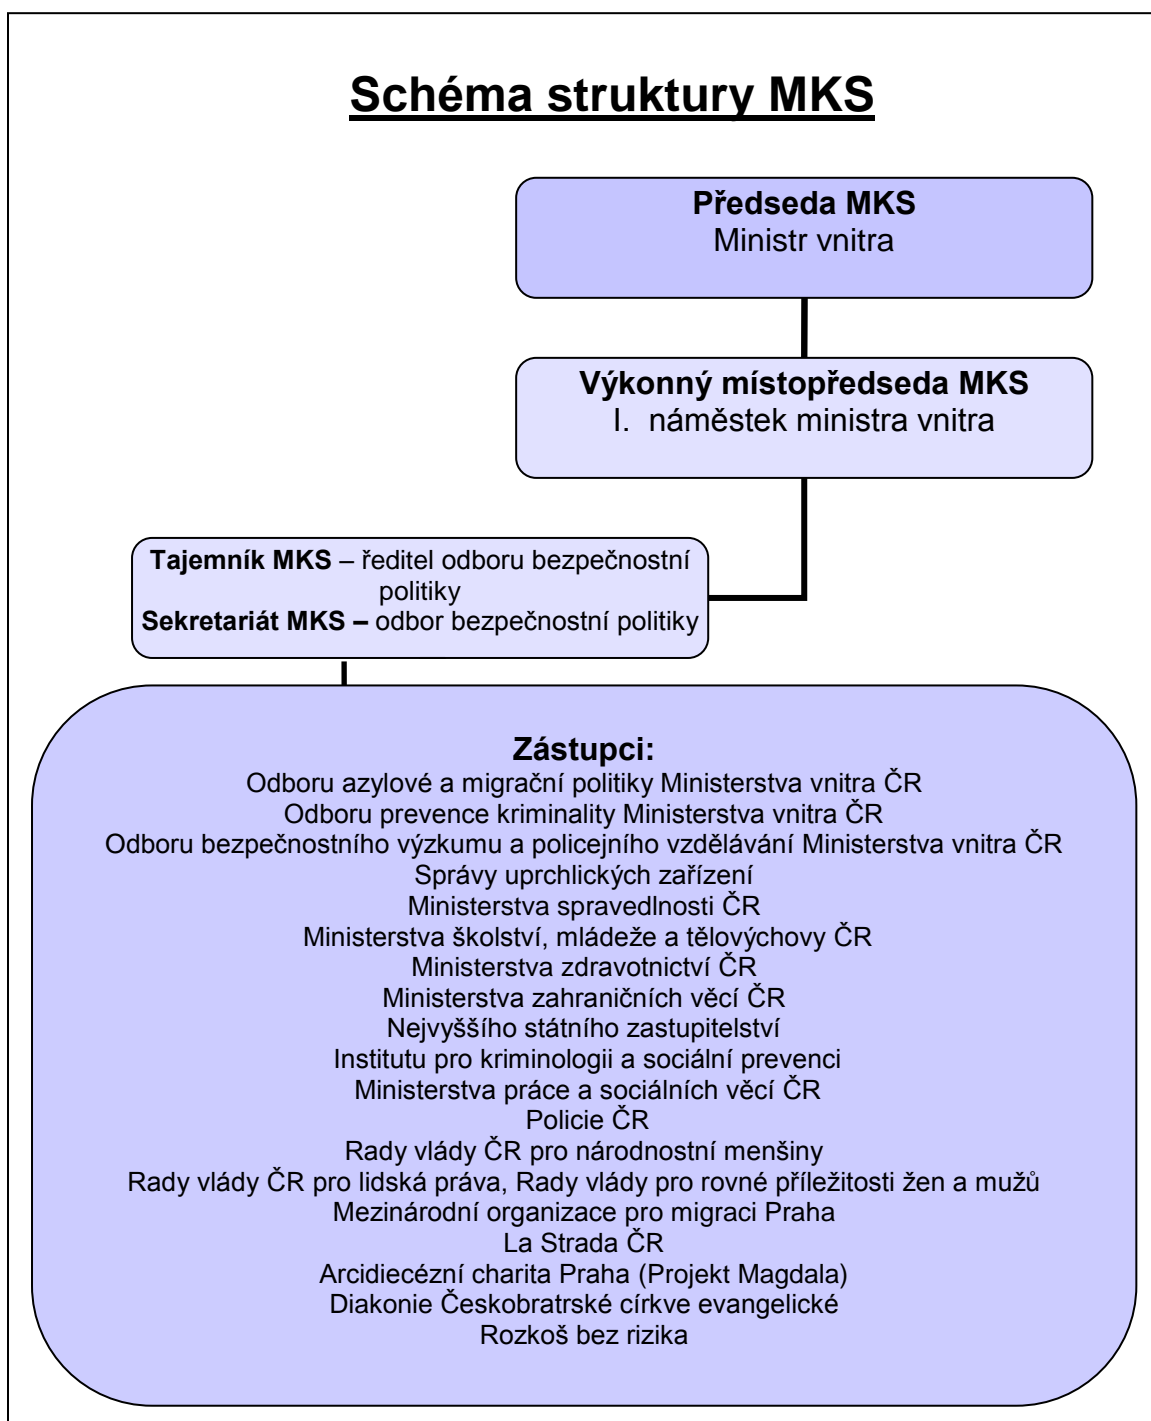 Schéma struktury MKS
Předseda MKS
Ministr vnitra
Výkonný místopředseda MKS
I. náměstek ministra vnitra
Tajemník MKS – ředitel odboru bezpečnostní
politiky
Sekretariát MKS – odbor bezpečnostní politiky
Zástupci:
Odboru azylové a migrační politiky Ministerstva vnitra ČR
Odboru prevence kriminality Ministerstva vnitra ČR
Odboru bezpečnostního výzkumu a policejního vzdělávání Ministerstva vnitra ČR
Správy uprchlických zařízení
Ministerstva spravedlnosti ČR
Ministerstva školství, mládeže a tělovýchovy ČR
Ministerstva zdravotnictví ČR
Ministerstva zahraničních věcí ČR
Nejvyššího státního zastupitelství
Institutu pro kriminologii a sociální prevenci
Ministerstva práce a sociálních věcí ČR
Policie ČR
Rady vlády ČR pro národnostní menšiny
Rady vlády ČR pro lidská práva, Rady vlády pro rovné příležitosti žen a mužů
Mezinárodní organizace pro migraci Praha
La Strada ČR
Arcidiecézní charita Praha (Projekt Magdala)
Diakonie Českobratrské církve evangelické
Rozkoš bez rizika